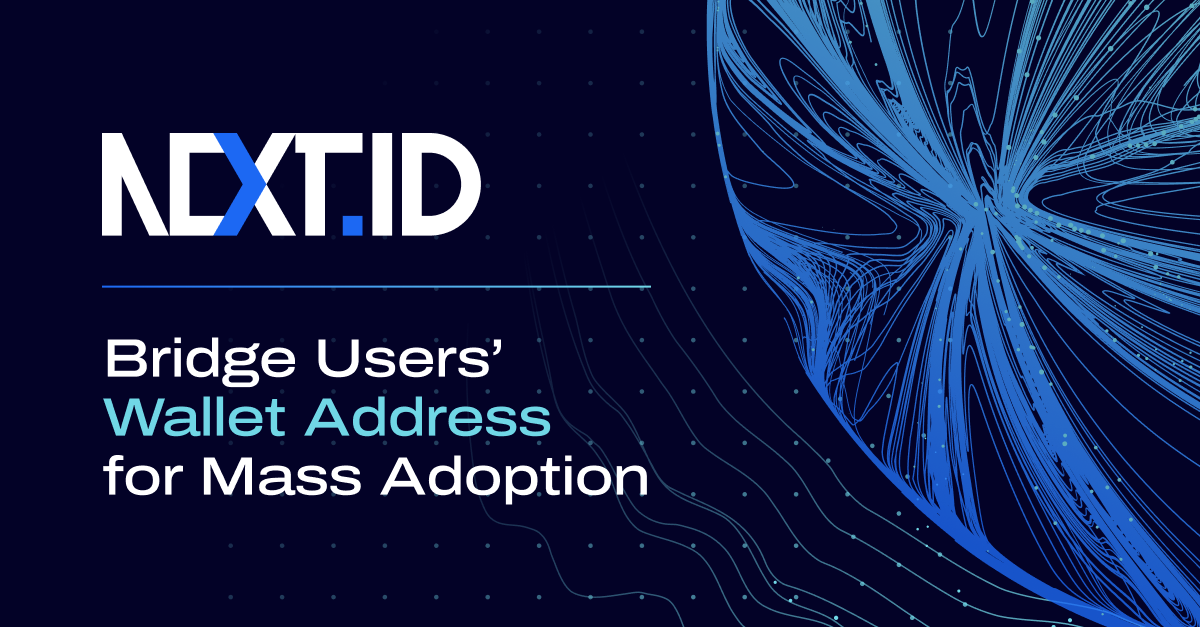 NEXT.ID
Bridge Users’
Wallet Address
for Mass Adoption